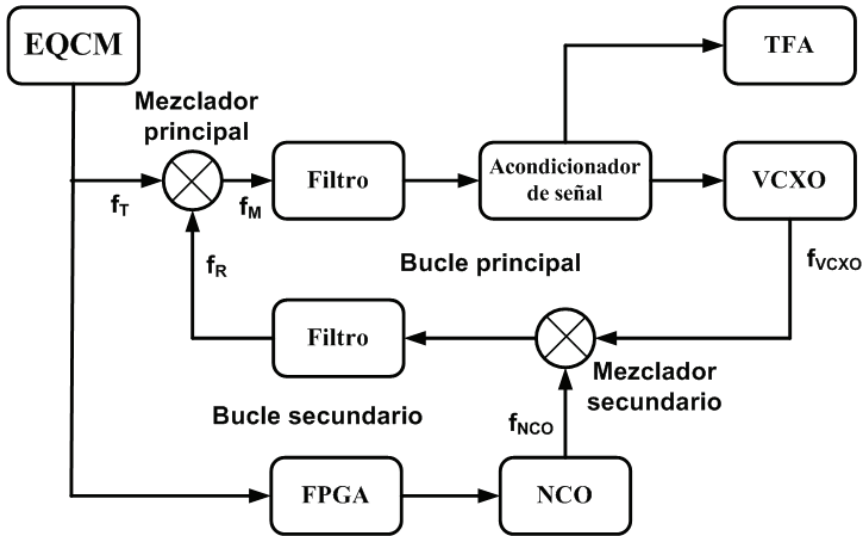 EQCM
TFA
Mezclador
principal
Filtro
Acondicionador
de señal
VCXO
f_T
f_M
f_R
Bucle principal
f_VCXO
Filtro
Mezclador
secundario
Bucle secundario
f_NCO
FPGA
NCO